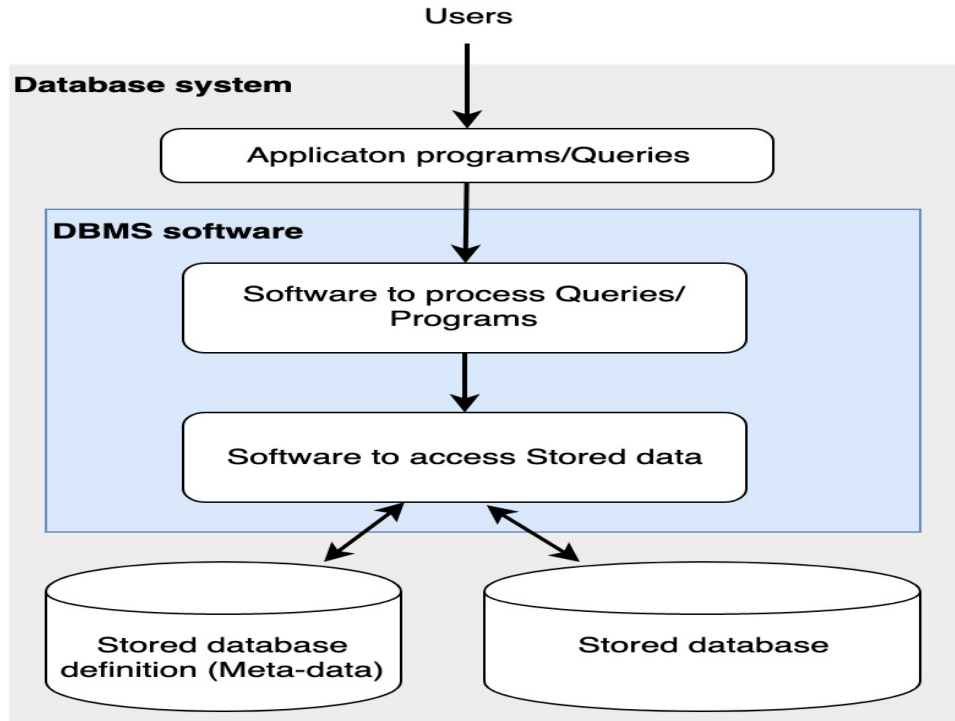 Users
Database system
Applicaton programs/Queries
DBMS software
Software to process Queries/
Programs
Software to access Stored data
Stored database
definition (Meta-data)
Stored database